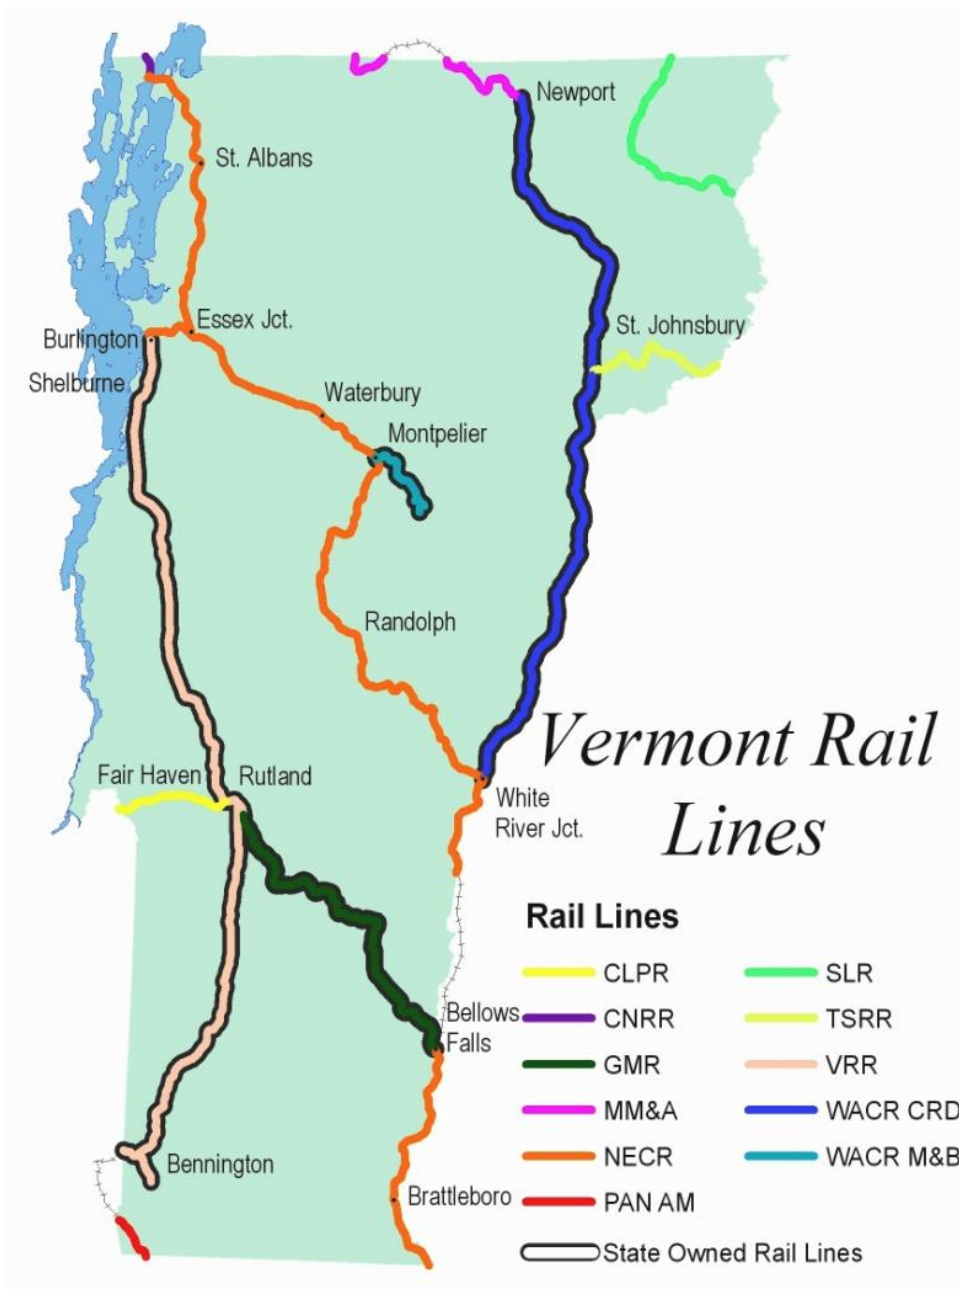 Newport
St. Albans
Essex Jct.
Burlington
St. Johnsbury
Shelburne
Waterbury
Montpelier
Randolph
Vermont Rail
Lines
Fair Haven
Rutland
White
River Jct.
Rail Lines
CLPR
SLR
Bellows
Falls
CNRR
TSRR
GMR
VRR
MM&A
WACR CRD
NECR
WACR M&B
Bennington
Brattleboro
PAN AM
State Owned Rail Lines